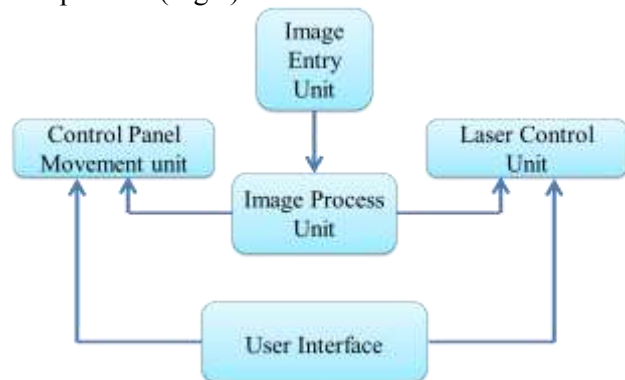 Image
Entry
Unit
Control Panel
Movement unit
Laser Control
Unit
Image Process
Unit
User Interface